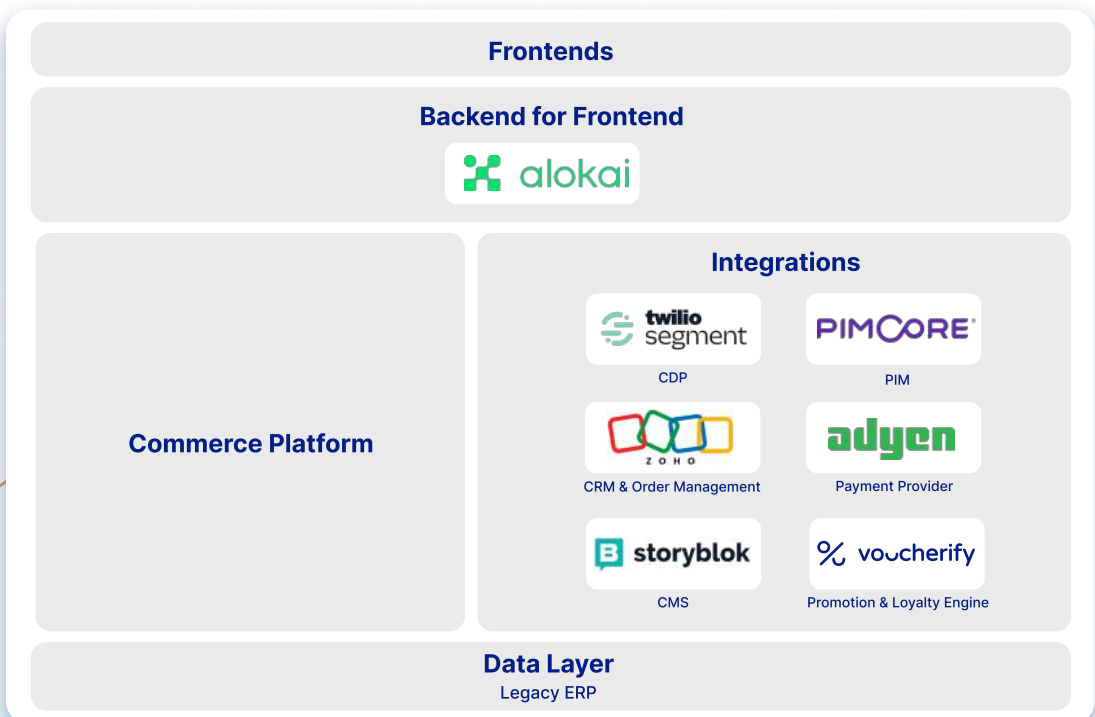 Frontends
Backend for Frontend
alokai
Integrations
twilio
segment
PIMCORE
CDP
PIM
Commerce Platform
ZOHO
adyen
CRM & Order Management
Payment Provider
B storyblok
% voucherify
CMS
Promotion & Loyalty Engine
Data Layer
Legacy ERP